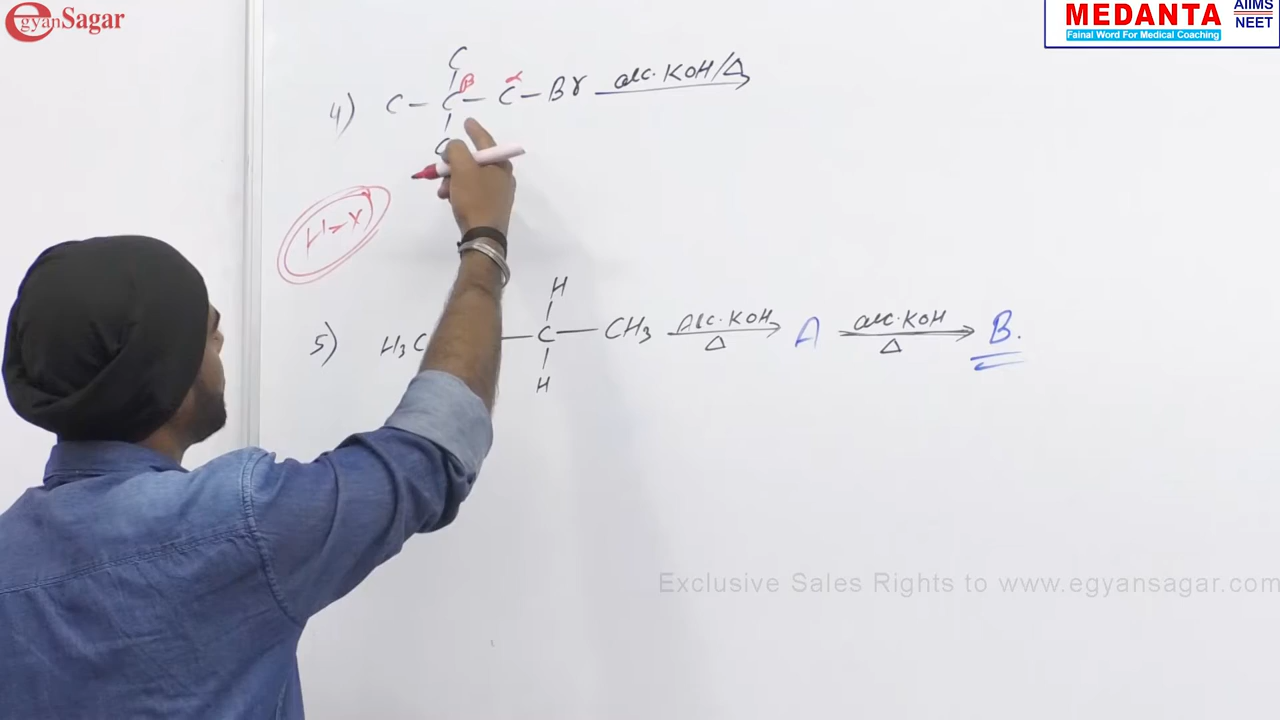 egyanSagar
MEDANTA
AIIMS
NEET
Fainal Word For Medical Coaching
C
4) C - C - C - Br alc. KOH/Δ
β α
C
H-X
H
5) H3C - C - CH3 Alc. KOH Δ A alc. KOH Δ B.
H
Exclusive Sales Rights to www.egyansagar.com